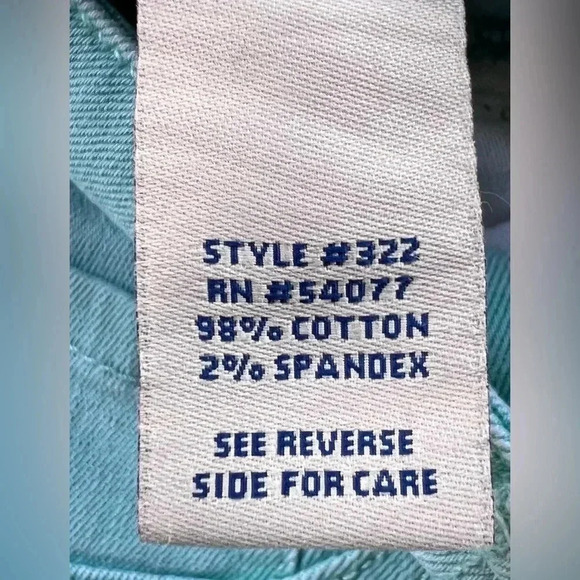 STYLE #322
RN #54077
98% COTTON
2% SPANDEX
SEE REVERSE
SIDE FOR CARE